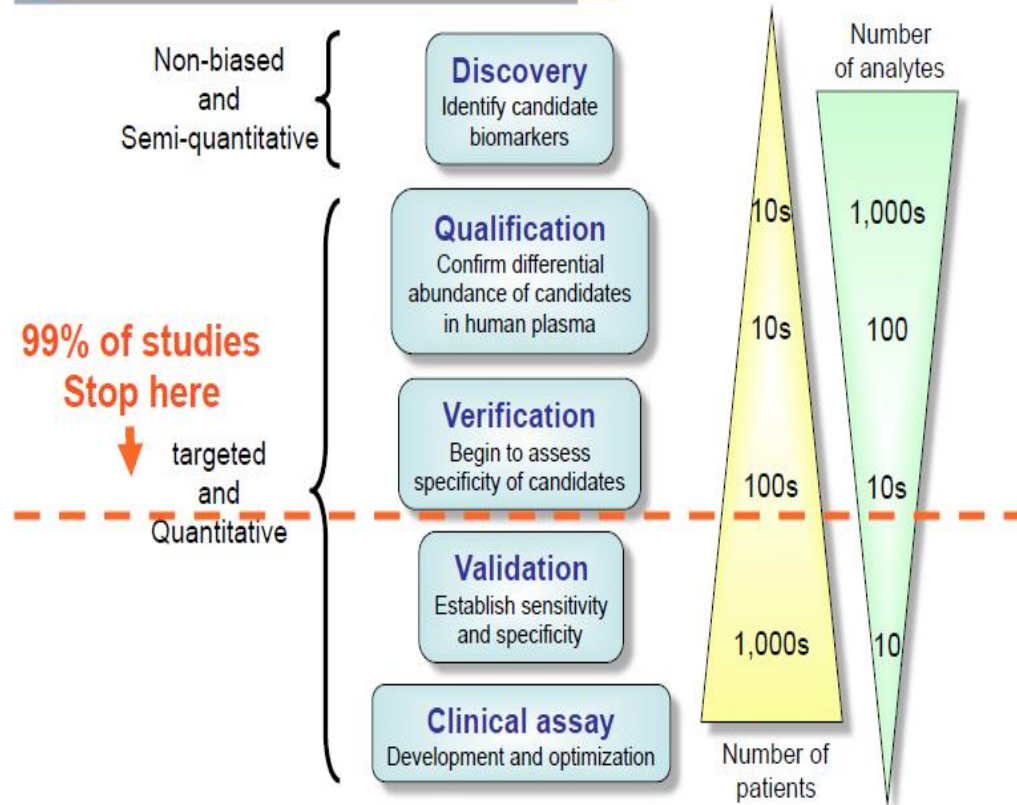 Non-biased
and
Semi-quantitative
Discovery
Identify candidate
biomarkers
Qualification
Confirm differential
abundance of candidates
in human plasma
99% of studies
Stop here
targeted
and
Quantitative
Verification
Begin to assess
specificity of candidates
Validation
Establish sensitivity
and specificity
Clinical assay
Development and optimization
10s
10s
100s
1,000s
Number of
patients
Number
of analytes
1,000s
100
10s
10